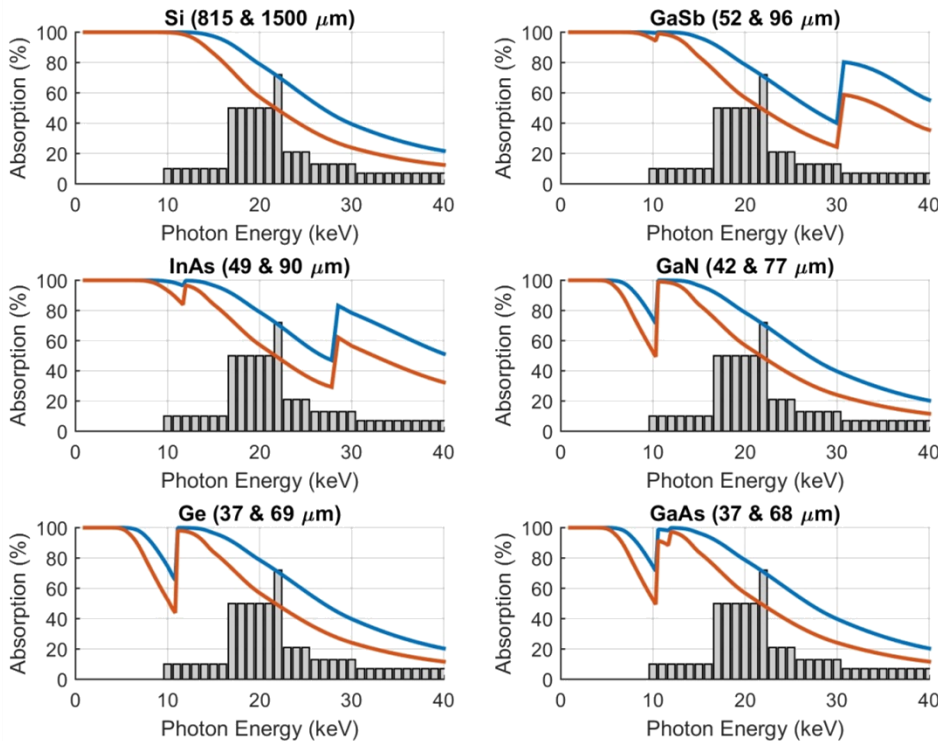 Si (815 & 1500 μm)
Absorption (%)
100
80
60
40
20
0
0 10 20 30 40
Photon Energy (keV)
GaSb (52 & 96 μm)
Absorption (%)
100
80
60
40
20
0
0 10 20 30 40
Photon Energy (keV)
InAs (49 & 90 μm)
Absorption (%)
100
80
60
40
20
0
0 10 20 30 40
Photon Energy (keV)
GaN (42 & 77 μm)
Absorption (%)
100
80
60
40
20
0
0 10 20 30 40
Photon Energy (keV)
Ge (37 & 69 μm)
Absorption (%)
100
80
60
40
20
0
0 10 20 30 40
Photon Energy (keV)
GaAs (37 & 68 μm)
Absorption (%)
100
80
60
40
20
0
0 10 20 30 40
Photon Energy (keV)